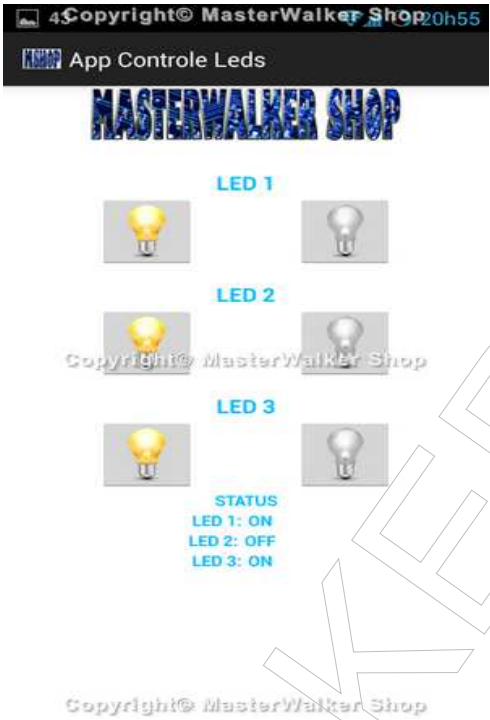 Copyright© MasterWalker Shop
20h55
MSHOP App Controle Leds
MASTERWALKER SHOP
LED 1
LED 2
Copyright© MasterWalker Shop
LED 3
STATUS
LED 1: ON
LED 2: OFF
LED 3: ON
Copyright© MasterWalker Shop